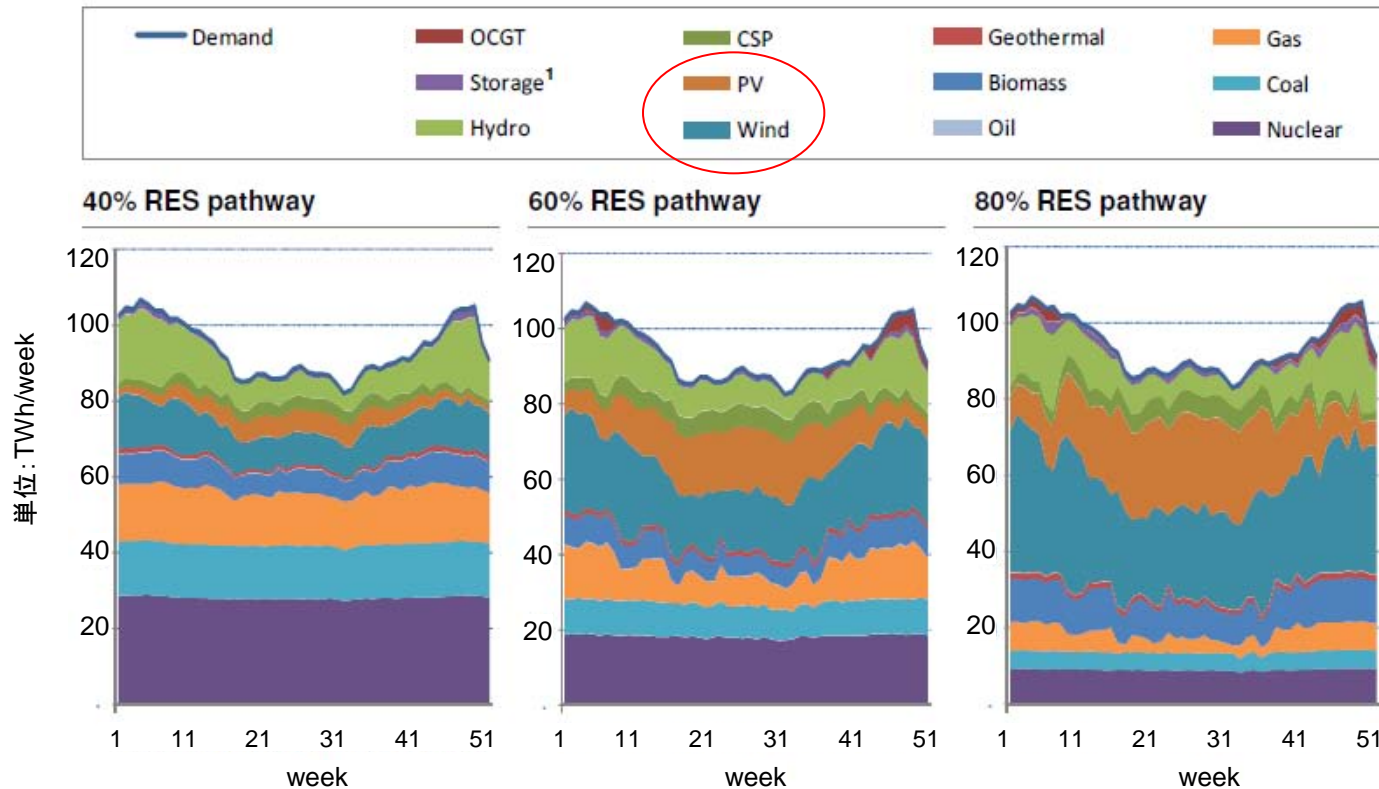 Demand OCGT CSP Geothermal Gas
Storage¹ PV Biomass Coal
Hydro Wind Oil Nuclear
40% RES pathway
60% RES pathway
80% RES pathway
単位：TWh/week
120
100
80
60
40
20
-
1 11 21 31 41 51
week
120
100
80
60
40
20
-
1 11 21 31 41 51
week
120
100
80
60
40
20
-
1 11 21 31 41 51
week